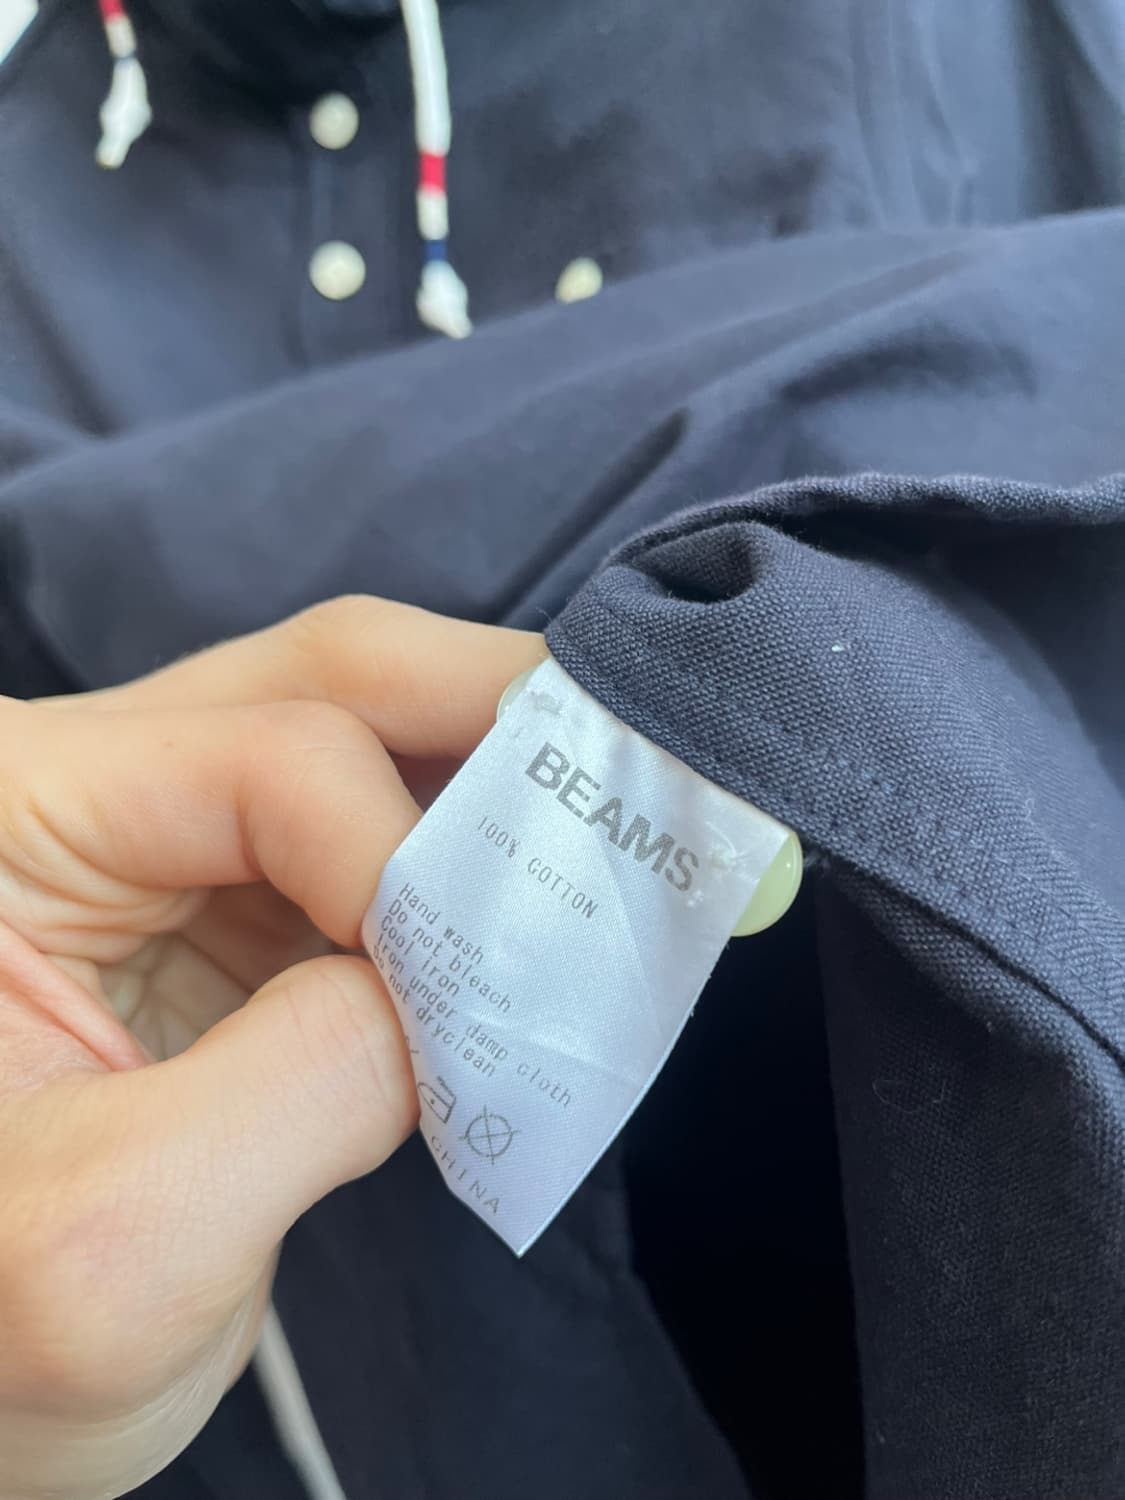 BEAMS
100% COTTON
Hand wash
Do not bleach
Cool iron
Iron under damp cloth
Do not dryclean
CHINA